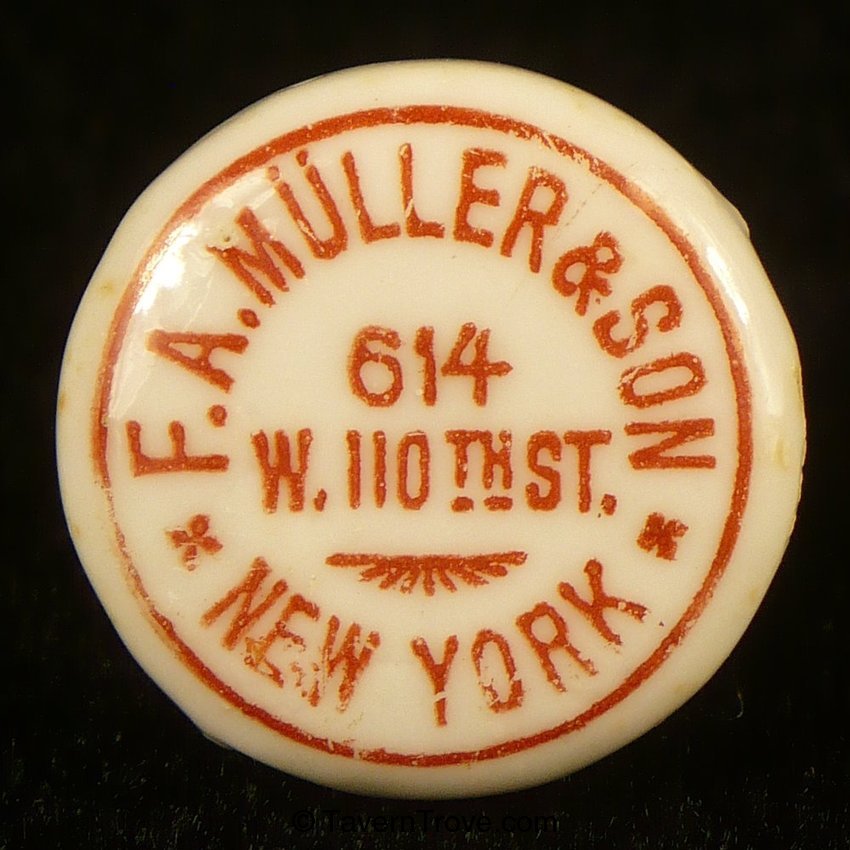 F. A. MÜLLER & SON
614
W. 110TH ST.
NEW YORK
© TavernTrove.com